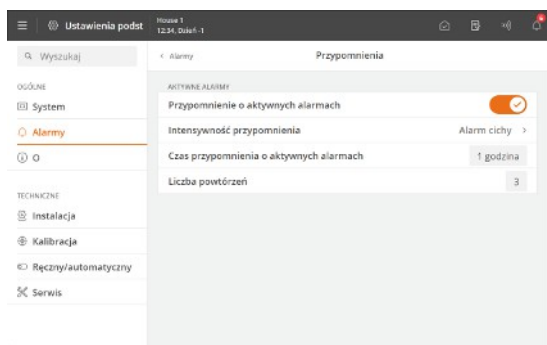 Ustawienia podst
House 1
12:34, Dzień -1
Wyszukaj
OGÓLNE
System
Alarmy
O
TECHNICZNE
Instalacja
Kalibracja
Ręczny/automatyczny
Serwis
< Alarmy
Przypomnienia
AKTYWNE ALARMY
Przypomnienie o aktywnych alarmach
Intensywność przypomnienia
Alarm cichy >
Czas przypomnienia o aktywnych alarmach
1 godzina
Liczba powtórzeń
3